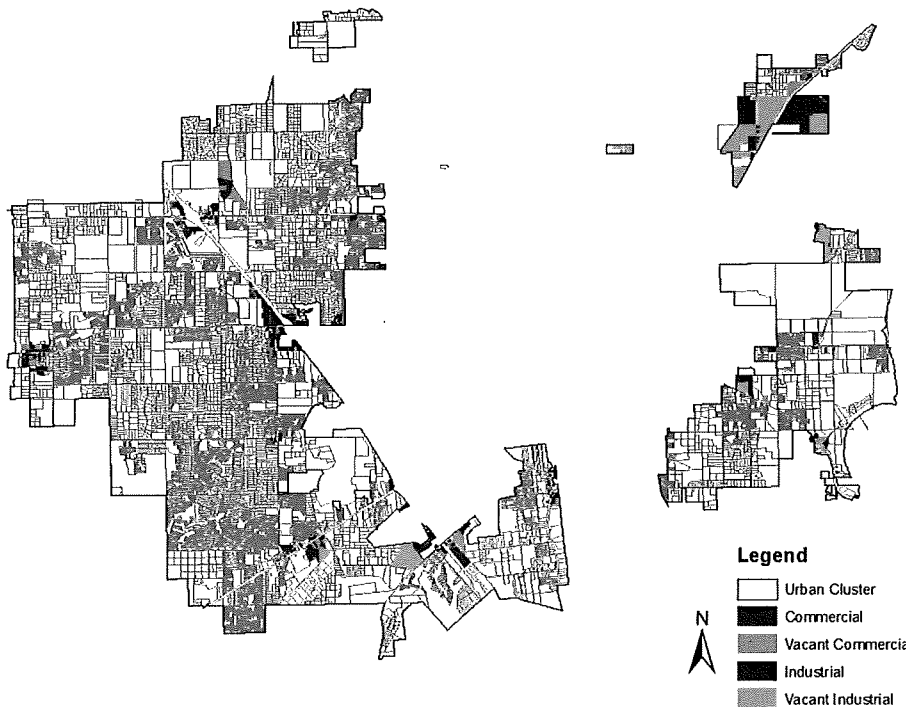 Legend
Urban Cluster
Commercial
N
Vacant Commercia
Industrial
Vacant Industrial